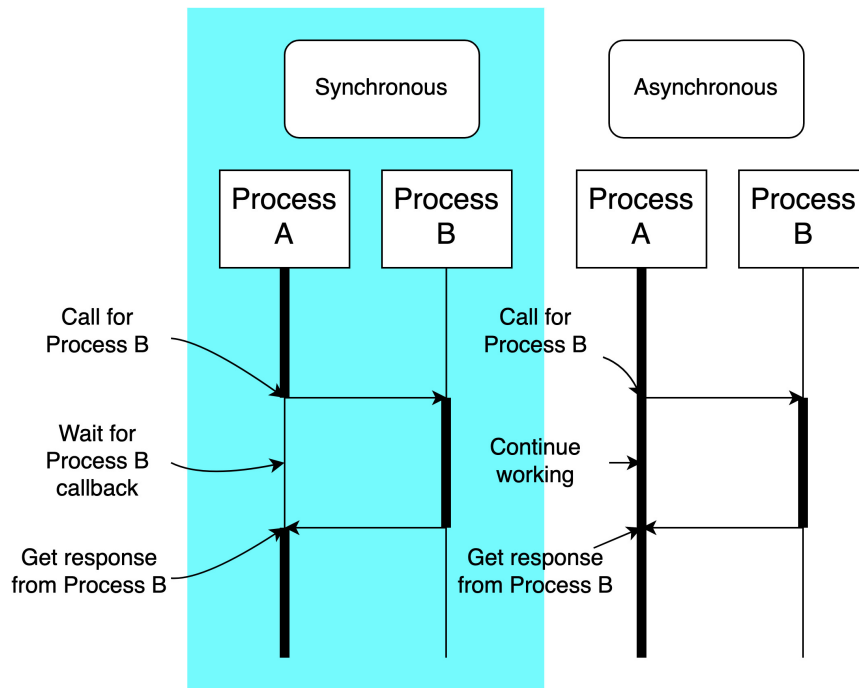 Synchronous
Asynchronous
Process
A
Process
B
Process
A
Process
B
Call for
Process B
Wait for
Process B
callback
Get response
from Process B
Call for
Process B
Continue
working
Get response
from Process B